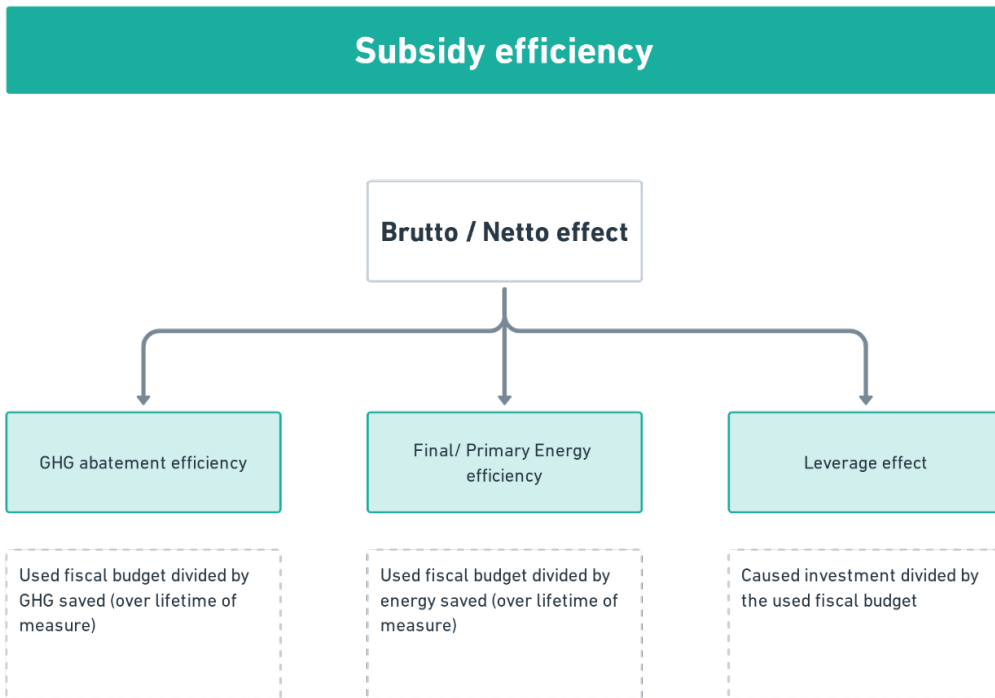 Subsidy efficiency
Brutto / Netto effect
GHG abatement efficiency
Final/ Primary Energy
efficiency
Leverage effect
Used fiscal budget divided by
GHG saved (over lifetime of
measure)
Used fiscal budget divided by
energy saved (over lifetime of
measure)
Caused investment divided by
the used fiscal budget